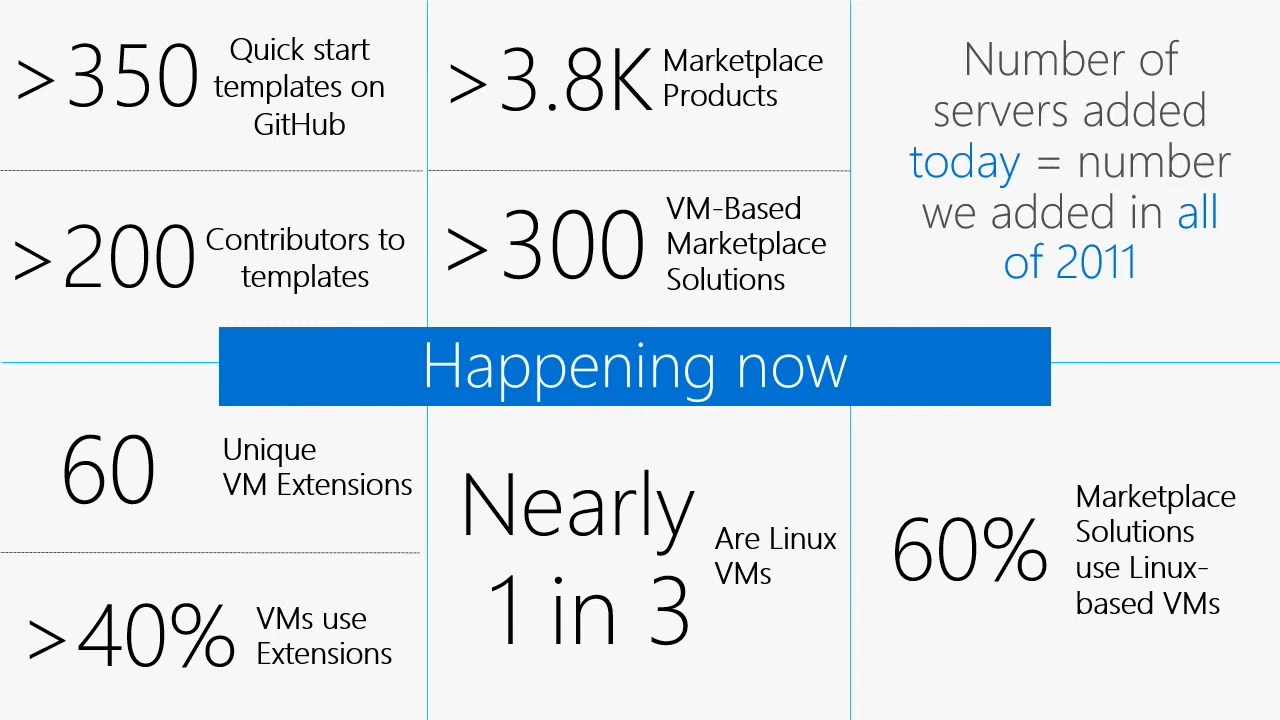 >350
Quick start
templates on
GitHub
>3.8K
Marketplace
Products
Number of
servers added
today = number
we added in all
of 2011
>200
Contributors to
templates
>300
VM-Based
Marketplace
Solutions
Happening now
60
Unique
VM Extensions
Nearly
1 in 3
Are Linux
VMs
60%
Marketplace
Solutions
use Linux-
based VMs
>40%
VMs use
Extensions